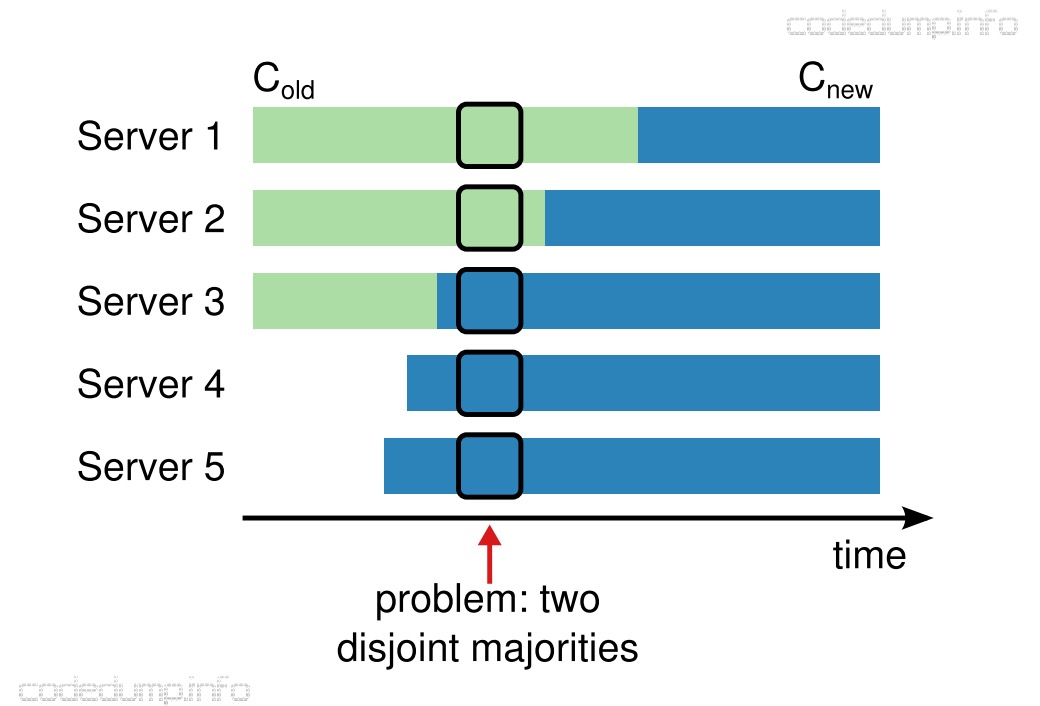 C_old
C_new
Server 1
Server 2
Server 3
Server 4
Server 5
time
problem: two
disjoint majorities